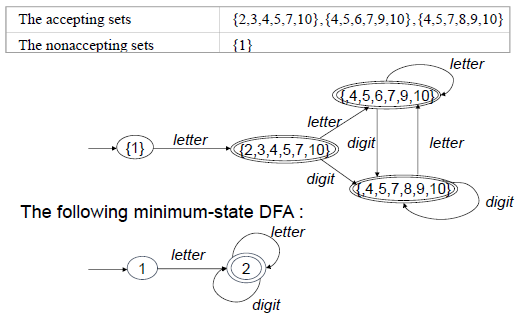 The accepting sets {2,3,4,5,7,10},{4,5,6,7,9,10},{4,5,7,8,9,10}
The nonaccepting sets {1}
letter
{,4,5,6,7,9,10}
letter
letter
digit
letter
{1}
{2,3,4,5,7,10}
digit
{,4,5,7,8,9,10}
digit
The following minimum-state DFA :
letter
letter
1
2
digit